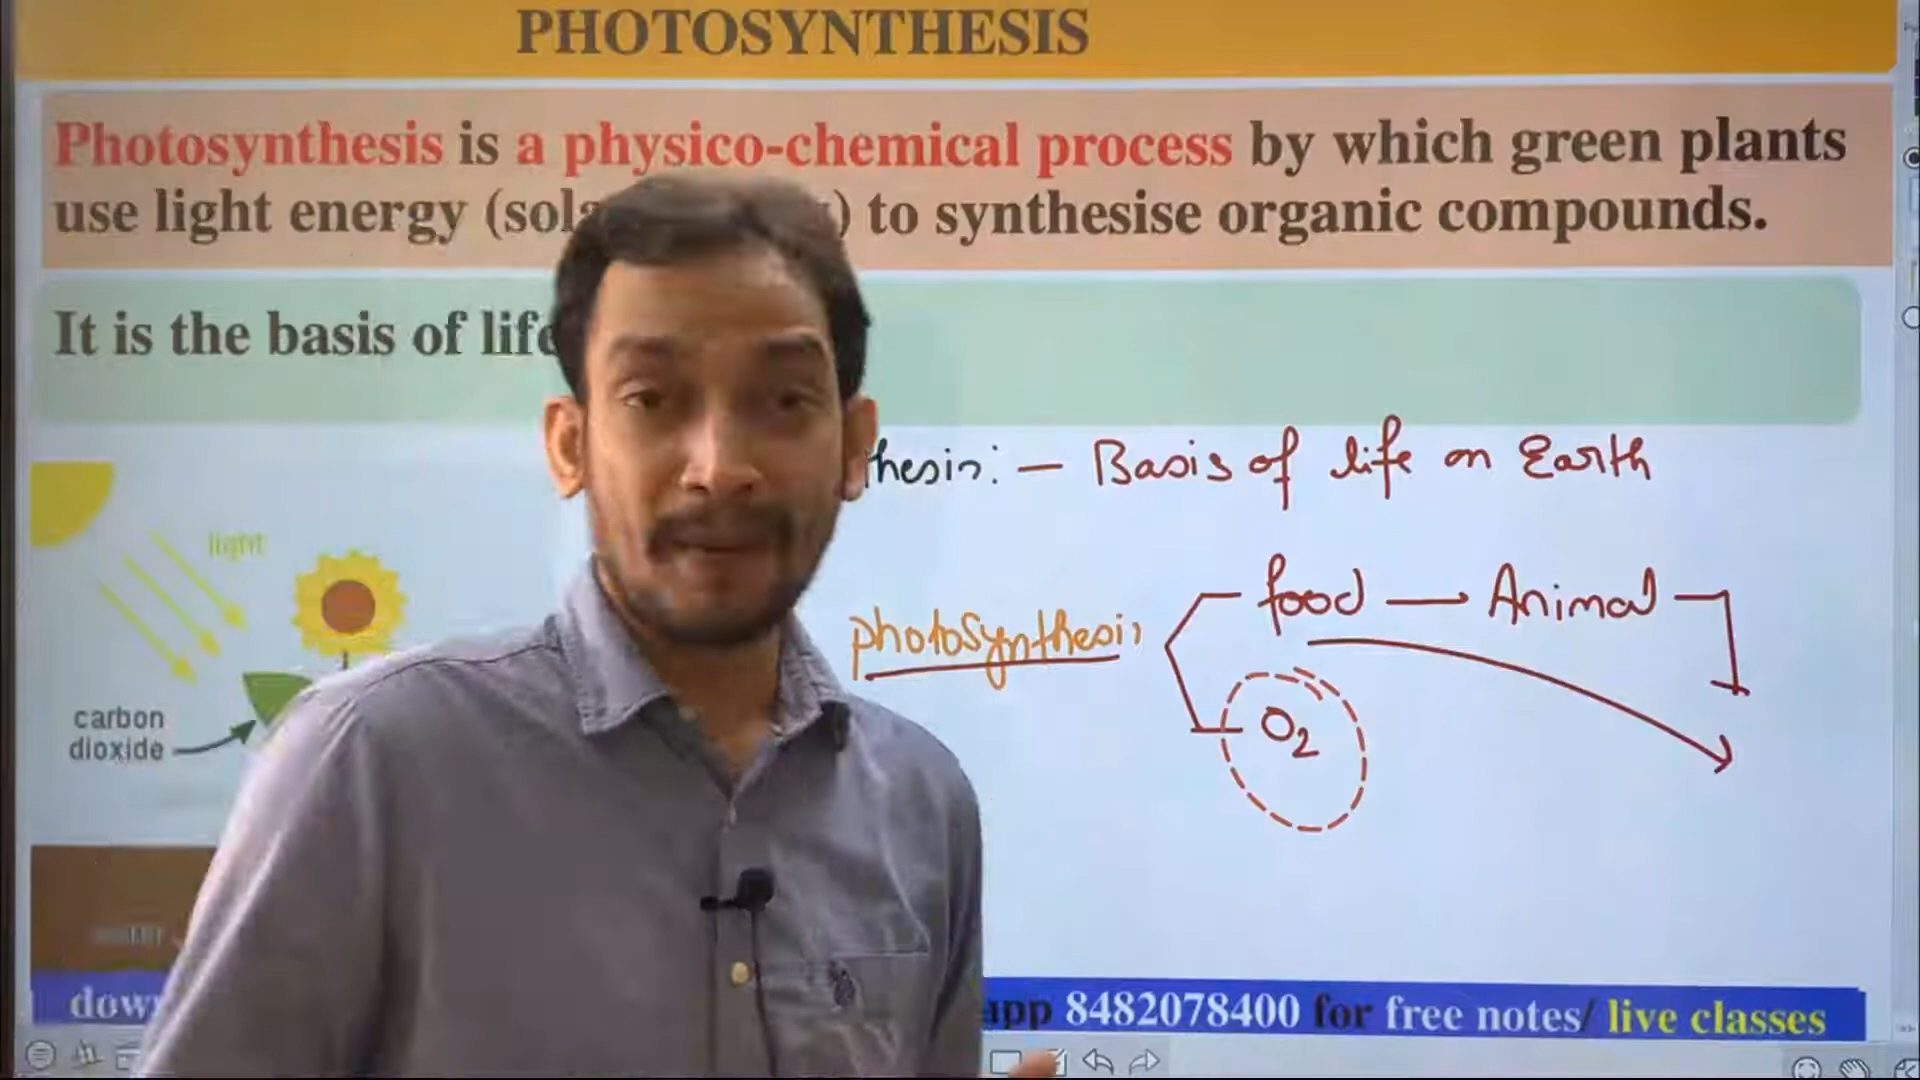 PHOTOSYNTHESIS
Photosynthesis is a physico-chemical process by which green plants
use light energy (sol ) to synthesise organic compounds.
It is the basis of life
hesis:- Basis of life on Earth
light
food — Animal
photosynthesis
O2
carbon
dioxide
app 8482078400 for free notes/ live classes